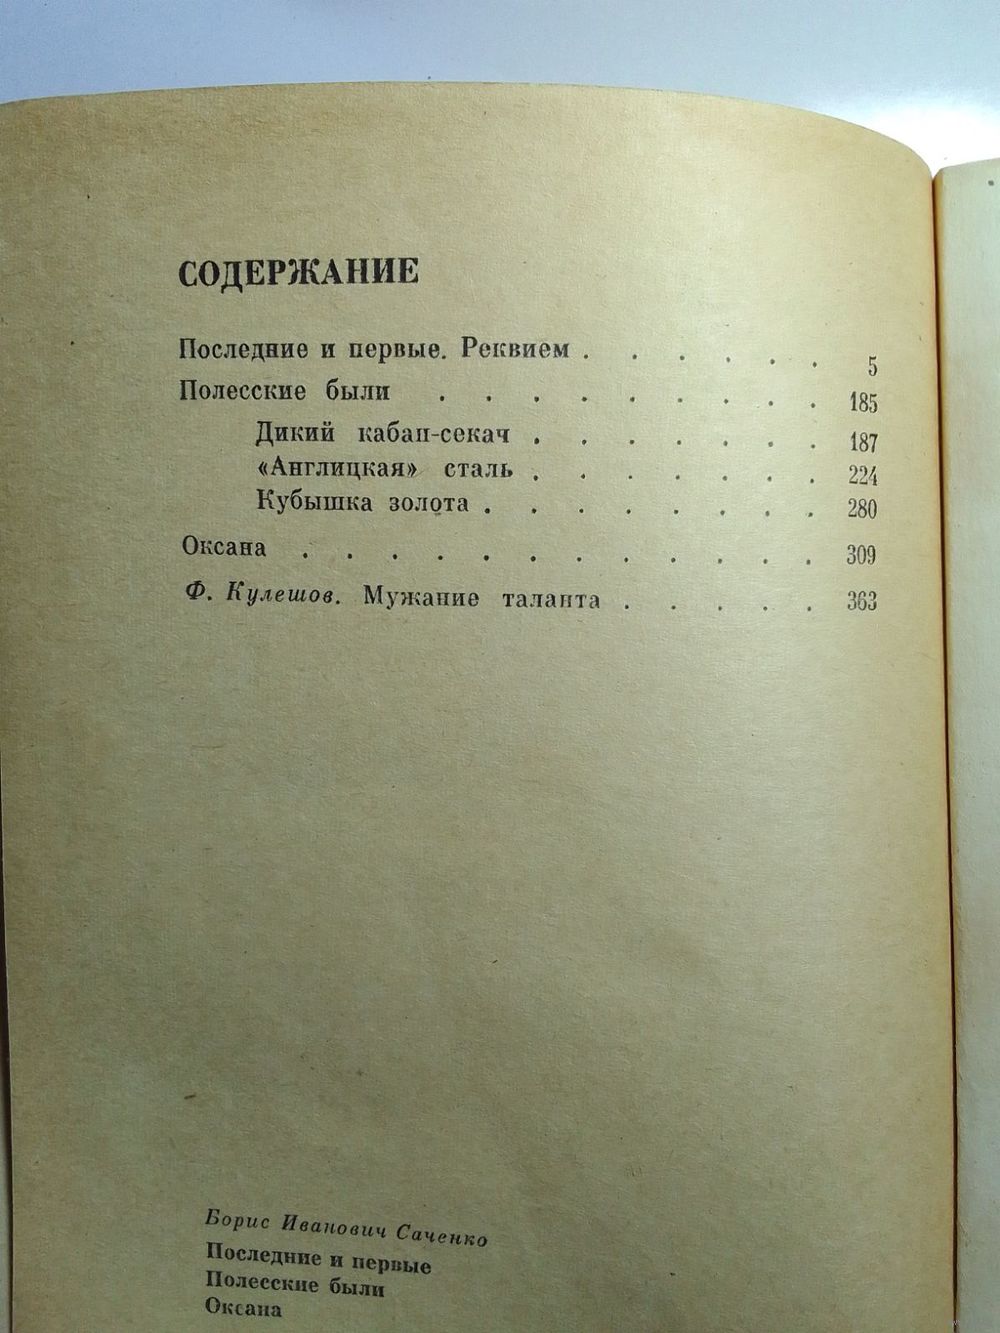 СОДЕРЖАНИЕ
Последние и первые. Реквием . . . . . . 5
Полесские были . . . . . . . . . 185
Дикий кабан-секач . . . . . . . 187
«Англицкая» сталь . . . . . . . 224
Кубышка золота . . . . . . . . 280
Оксана . . . . . . . . . . . . 309
Ф. Кулешов. Мужание таланта . . . . . 363
Борис Иванович Саченко
Последние и первые
Полесские были
Оксана